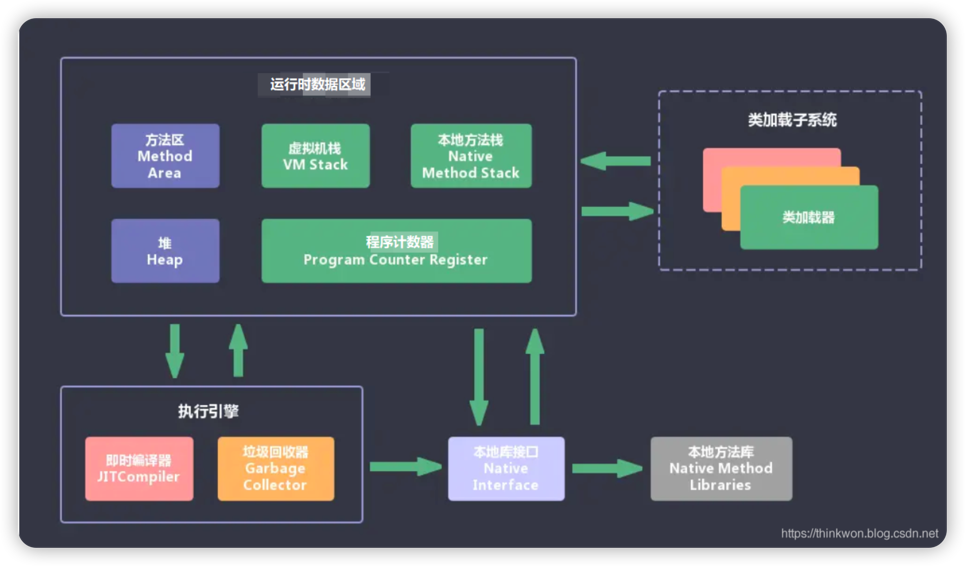 运行时数据区域
方法区
Method
Area
虚拟机栈
VM Stack
本地方法栈
Native
Method Stack
堆
Heap
程序计数器
Program Counter Register
类加载子系统
类加载器
执行引擎
即时编译器
JITCompiler
垃圾回收器
Garbage
Collector
本地库接口
Native
Interface
本地方法库
Native Method
Libraries
https://thinkwon.blog.csdn.net